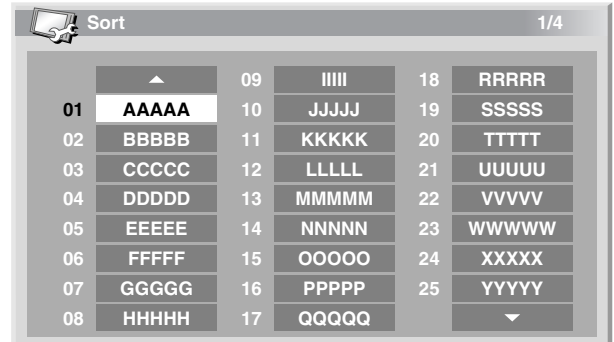 Sort 1/4
09 IIIII 18 RRRRR
01 AAAAA 10 JJJJJ 19 SSSSS
02 BBBBB 11 KKKKK 20 TTTTT
03 CCCCC 12 LLLLL 21 UUUUU
04 DDDDD 13 MMMMM 22 VVVVV
05 EEEEE 14 NNNNN 23 WWWWW
06 FFFFF 15 OOOOO 24 XXXXX
07 GGGGG 16 PPPPP 25 YYYYY
08 HHHHH 17 QQQQQ